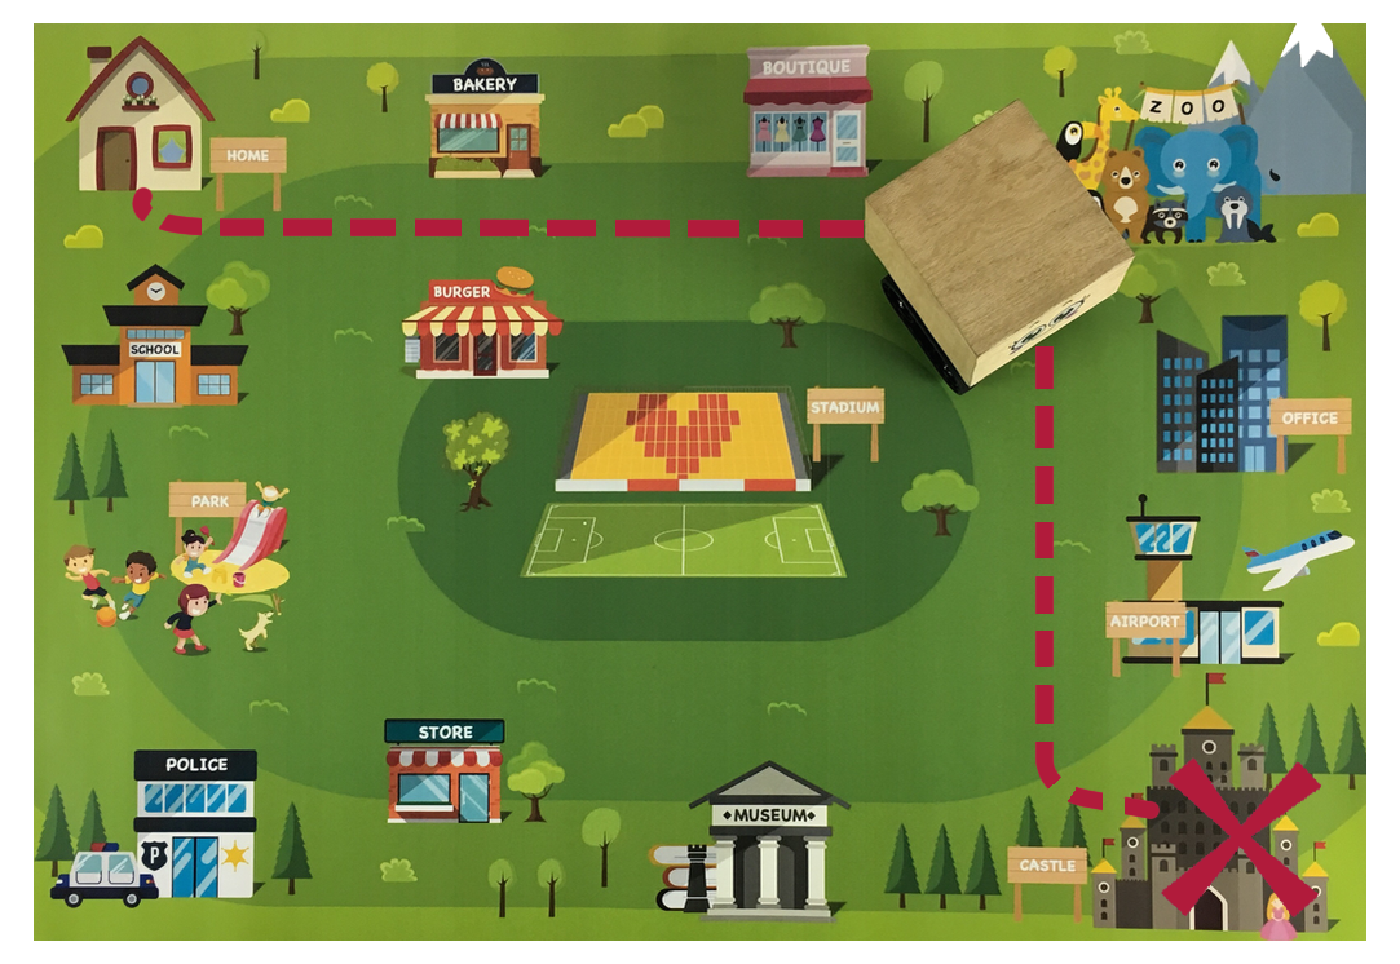 BAKERY
BOUTIQUE
ZOO
HOME
BURGER
SCHOOL
STADIUM
OFFICE
PARK
AIRPORT
STORE
POLICE
MUSEUM
P
CASTLE